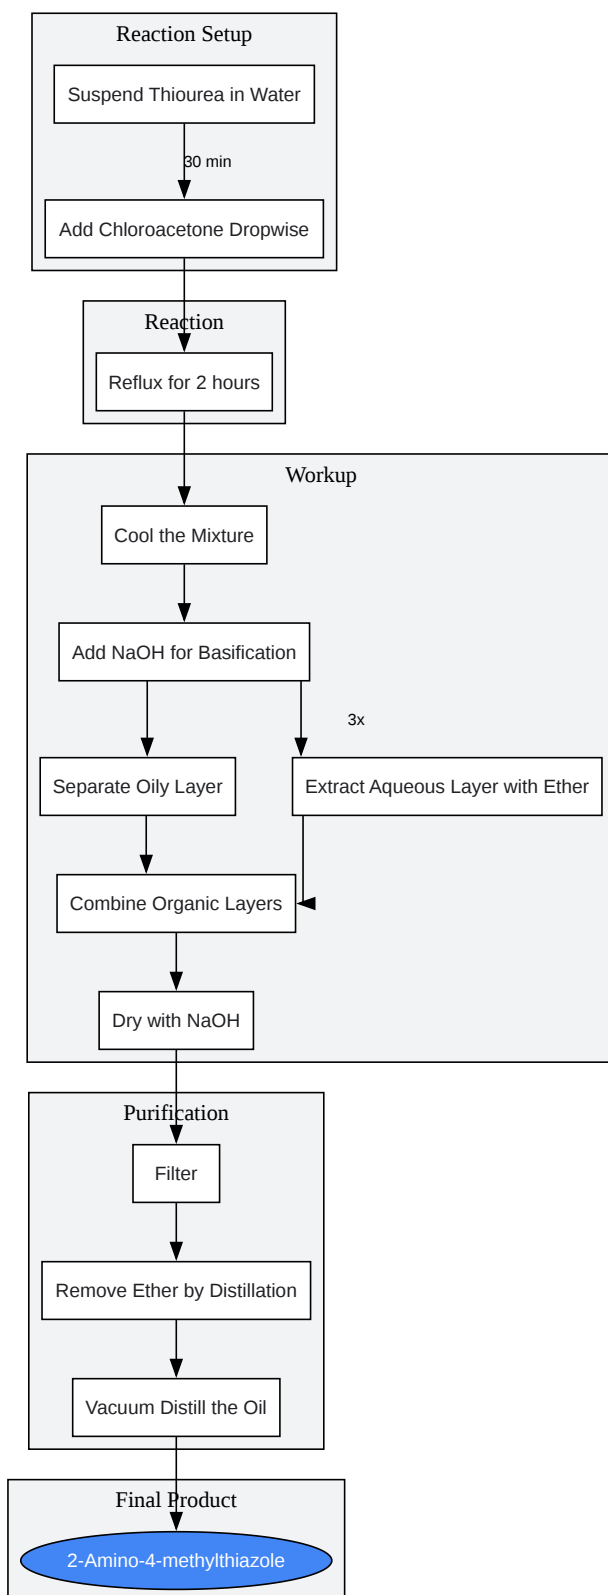 Reaction Setup
Suspend Thiourea in Water
30 min
Add Chloroacetone Dropwise
Reaction
Reflux for 2 hours
Workup
Cool the Mixture
Add NaOH for Basification
3x
Separate Oily Layer
Extract Aqueous Layer with Ether
Combine Organic Layers
Dry with NaOH
Purification
Filter
Remove Ether by Distillation
Vacuum Distill the Oil
Final Product
2-Amino-4-methylthiazole